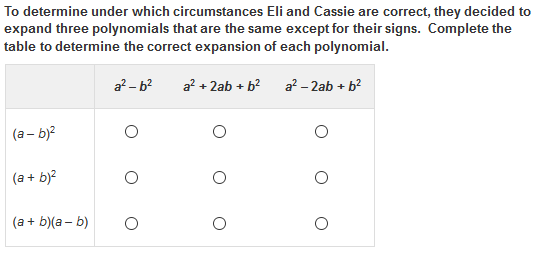 To determine under which circumstances Eli and Cassie are correct, they decided to
expand three polynomials that are the same except for their signs.  Complete the
table to determine the correct expansion of each polynomial.
a² – b² a² + 2ab + b² a² – 2ab + b²
(a – b)²
(a + b)²
(a + b)(a – b)